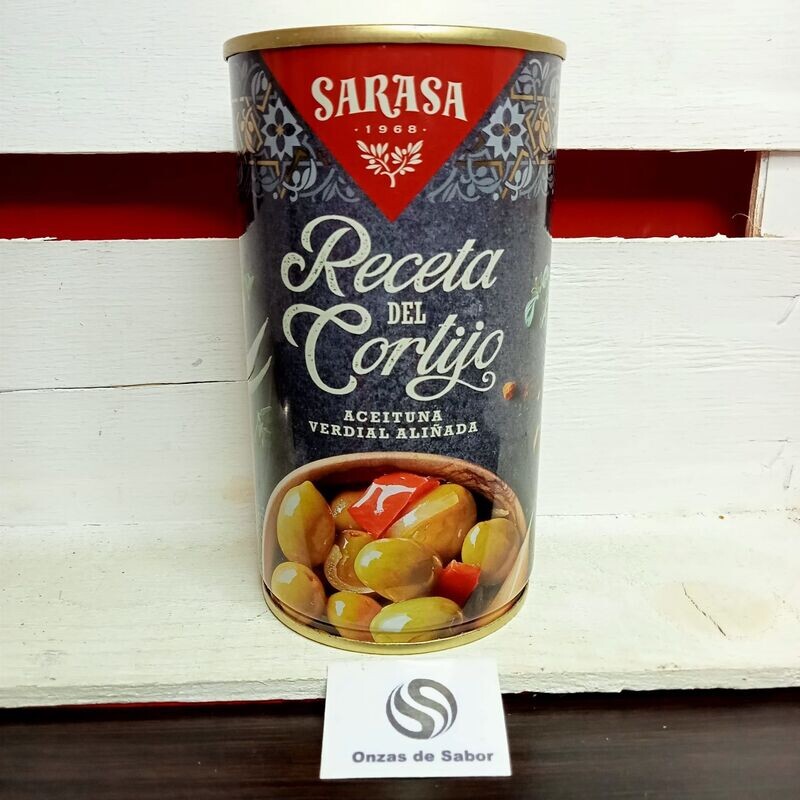 SARASA
·1968·
Receta
DEL
Cortijo
ACEITUNA
VERDIAL ALIÑADA
Onzas de Sabor